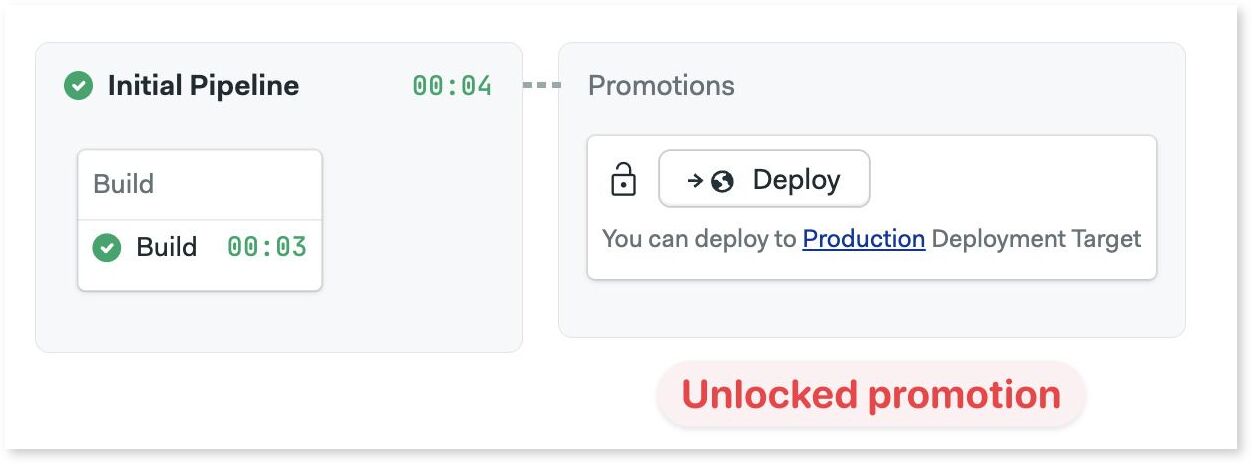 Initial Pipeline 00:04
Build
Build 00:03
Promotions
Deploy
You can deploy to Production Deployment Target
Unlocked promotion